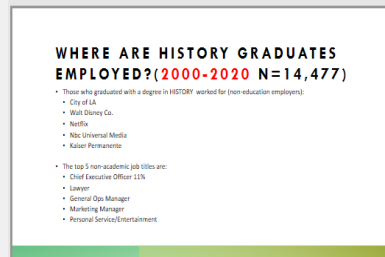 WHERE ARE HISTORY GRADUATES
EMPLOYED?(2000-2020 N=14,477)
• Those who graduated with a degree in HISTORY worked for (non-education employers):
• City of LA
• Walt Disney Co.
• Netflix
• Nbc Universal Media
• Kaiser Permanente
• The top 5 non-academic job titles are:
• Chief Executive Officer 11%
• Lawyer
• General Ops Manager
• Marketing Manager
• Personal Service/Entertainment